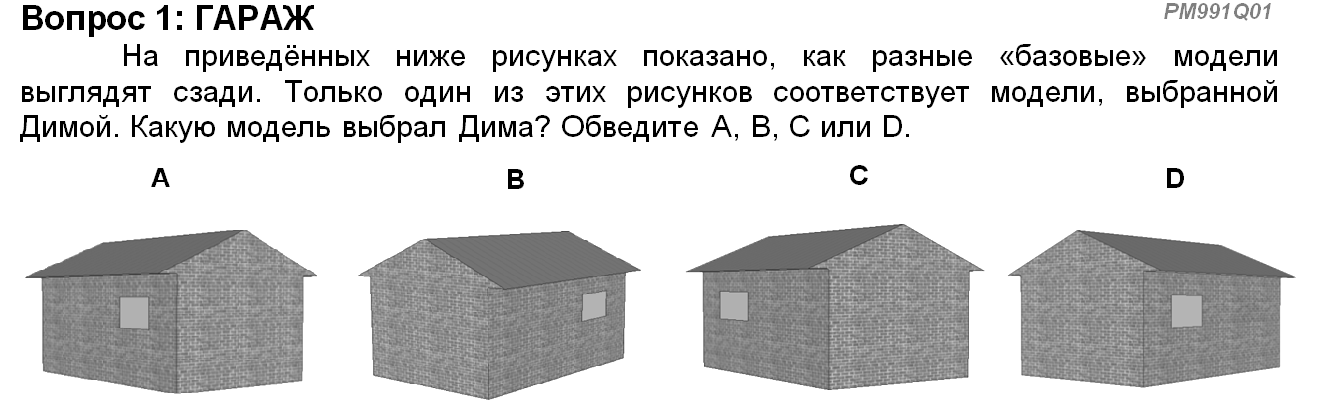 Вопрос 1: ГАРАЖ PM991Q01
На приведённых ниже рисунках показано, как разные «базовые» модели
выглядят сзади. Только один из этих рисунков соответствует модели, выбранной
Димой. Какую модель выбрал Дима? Обведите A, B, C или D.
A B C D